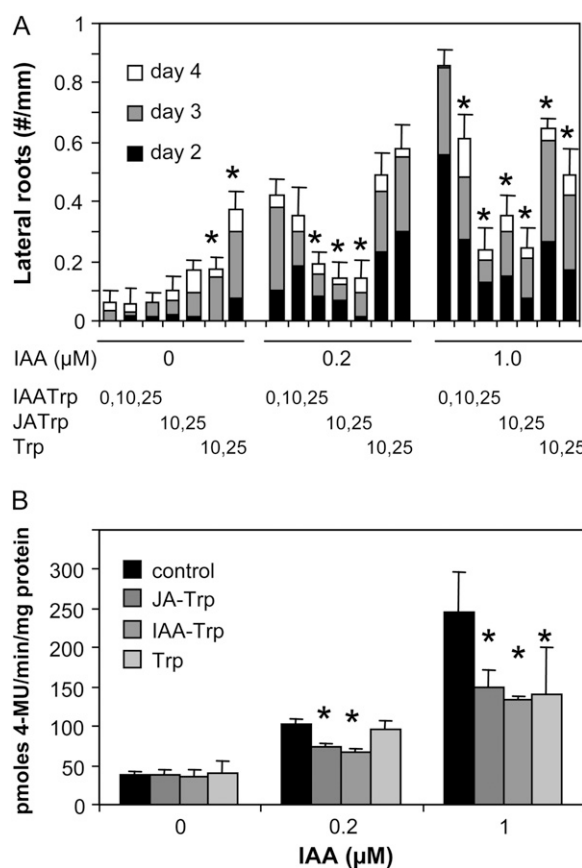 A
Lateral roots (#/mm)
1
0.8
0.6
0.4
0.2
0
day 4
day 3
day 2
* * * * * * * * * * *
IAA (µM) 0 0.2 1.0
IAATrp 0,10,25 0,10,25 0,10,25
JATrp 10,25 10,25 10,25
Trp 10,25 10,25 10,25
B
pmoles 4-MU/min/mg protein
300
250
200
150
100
50
0
control
JA-Trp
IAA-Trp
Trp
* * * * *
0 0.2 1
IAA (µM)